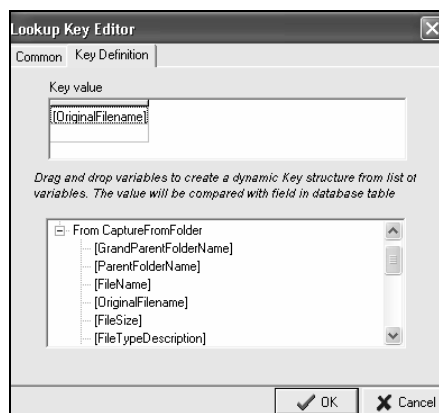 Lookup Key Editor
Common Key Definition
Key value
[OriginalFilename]
Drag and drop variables to create a dynamic Key structure from list of
variables. The value will be compared with field in database table
From CaptureFromFolder
[GrandParentFolderName]
[ParentFolderName]
[FileName]
[OriginalFilename]
[FileSize]
[FileTypeDescription]
OK Cancel